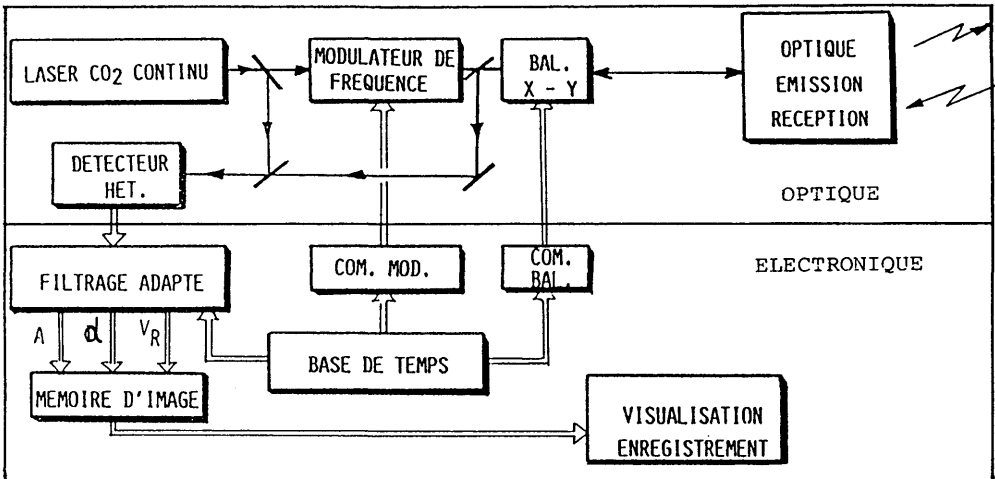 LASER CO2 CONTINU
MODULATEUR DE
FREQUENCE
BAL.
X - Y
OPTIQUE
EMISSION
RECEPTION
DETECTEUR
HET.
OPTIQUE
FILTRAGE ADAPTE
COM. MOD.
COM.
BAL.
ELECTRONIQUE
A
d
VR
BASE DE TEMPS
MEMOIRE D'IMAGE
VISUALISATION
ENREGISTREMENT